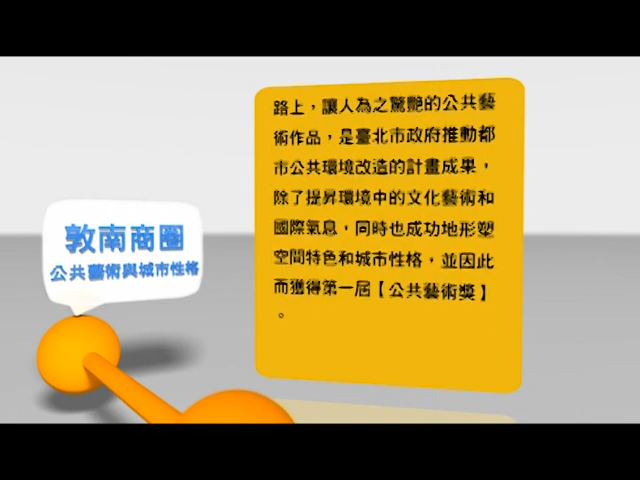 路上，讓人為之驚艷的公共藝
術作品，是臺北市政府推動都
市公共環境改造的計畫成果，
除了提昇環境中的文化藝術和
國際氣息，同時也成功地形塑
空間特色和城市性格，並因此
而獲得第一屆【公共藝術獎】
。
敦南商圈
公共藝術與城市性格